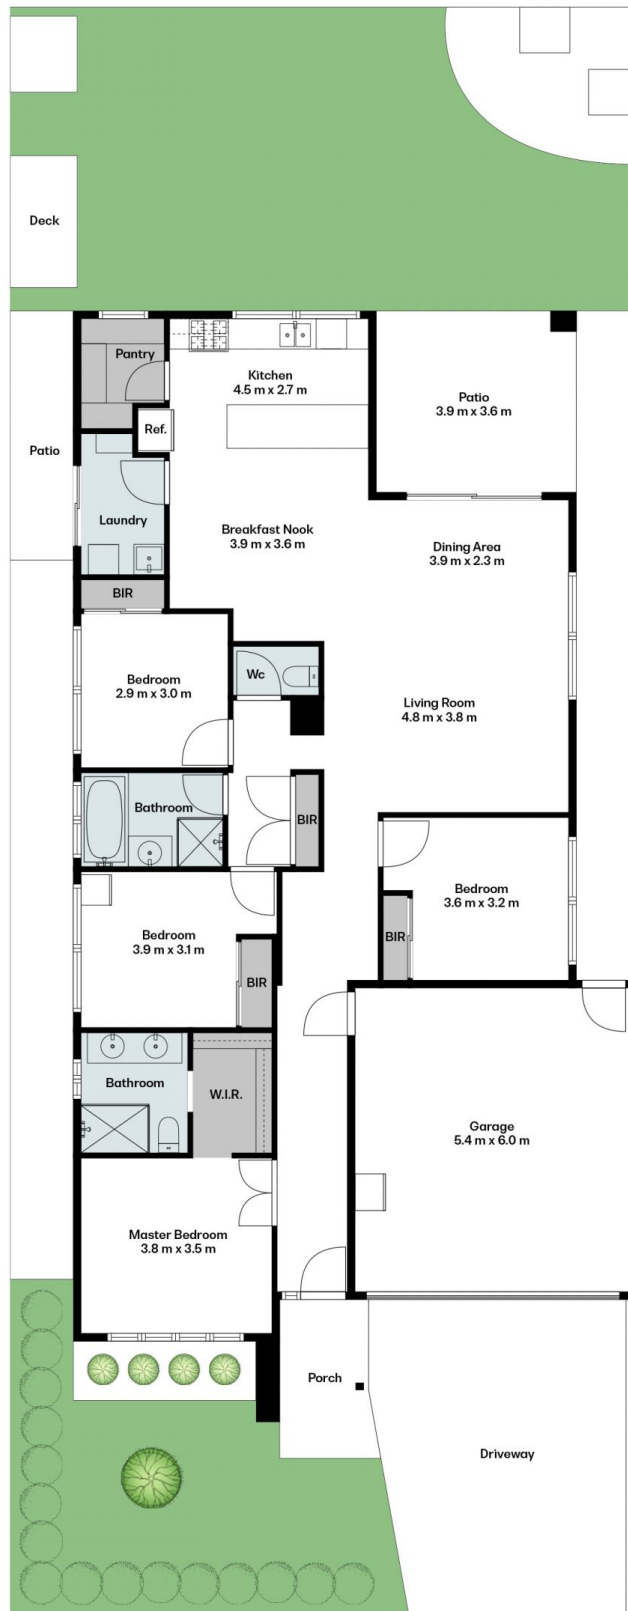 Deck
Pantry
Kitchen
4.5 m x 2.7 m
Patio
3.9 m x 3.6 m
Ref.
Patio
Laundry
Breakfast Nook
3.9 m x 3.6 m
Dining Area
3.9 m x 2.3 m
BIR
Bedroom
2.9 m x 3.0 m
Wc
Living Room
4.8 m x 3.8 m
Bathroom
BIR
Bedroom
3.6 m x 3.2 m
Bedroom
3.9 m x 3.1 m
BIR
BIR
Bathroom
W.I.R.
Garage
5.4 m x 6.0 m
Master Bedroom
3.8 m x 3.5 m
Porch
Driveway